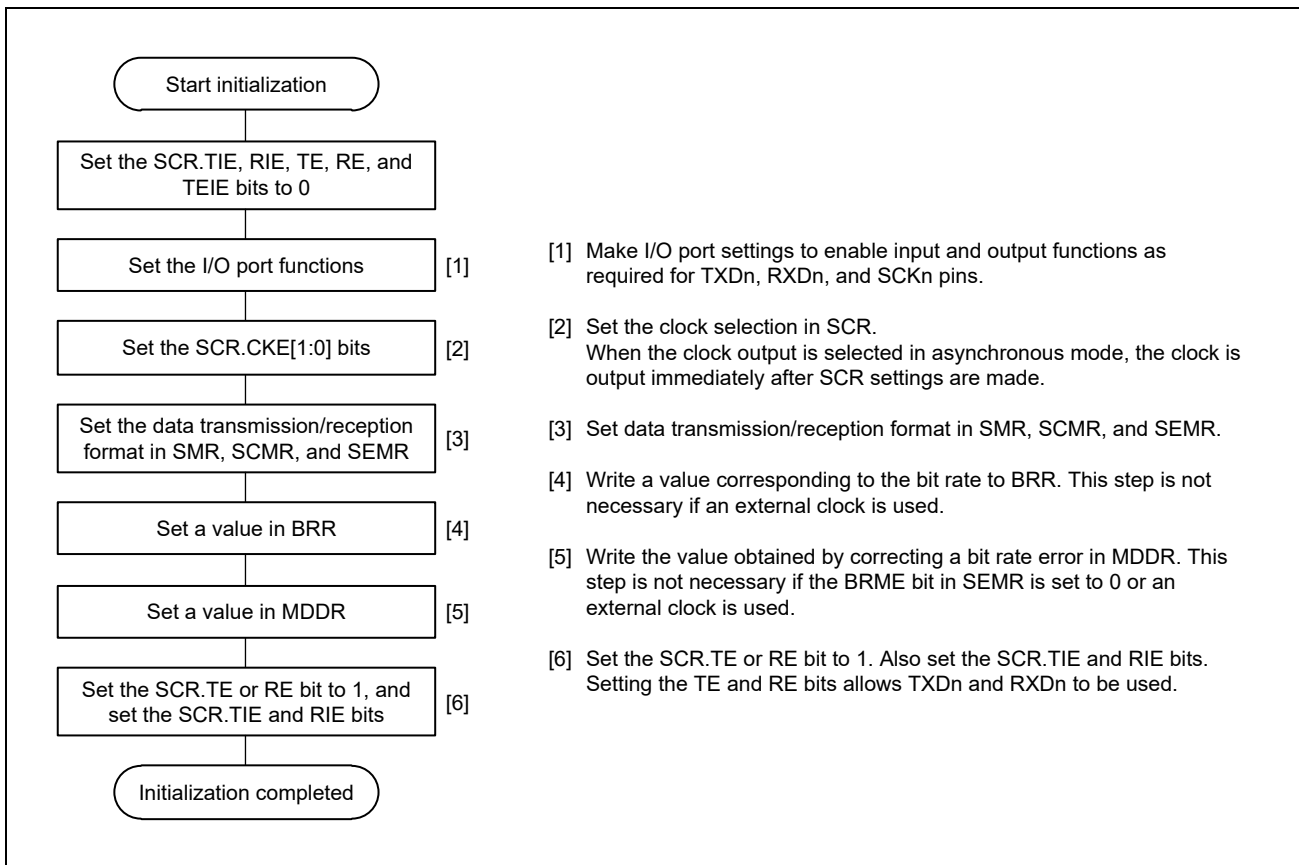 Start initialization
Set the SCR.TIE, RIE, TE, RE, and
TEIE bits to 0
Set the I/O port functions
[1]
Set the SCR.CKE[1:0] bits
[2]
Set the data transmission/reception
format in SMR, SCMR, and SEMR
[3]
Set a value in BRR
[4]
Set a value in MDDR
[5]
Set the SCR.TE or RE bit to 1, and
set the SCR.TIE and RIE bits
[6]
Initialization completed
[1] Make I/O port settings to enable input and output functions as
required for TXDn, RXDn, and SCKn pins.
[2] Set the clock selection in SCR.
When the clock output is selected in asynchronous mode, the clock is
output immediately after SCR settings are made.
[3] Set data transmission/reception format in SMR, SCMR, and SEMR.
[4] Write a value corresponding to the bit rate to BRR. This step is not
necessary if an external clock is used.
[5] Write the value obtained by correcting a bit rate error in MDDR. This
step is not necessary if the BRME bit in SEMR is set to 0 or an
external clock is used.
[6] Set the SCR.TE or RE bit to 1. Also set the SCR.TIE and RIE bits.
Setting the TE and RE bits allows TXDn and RXDn to be used.